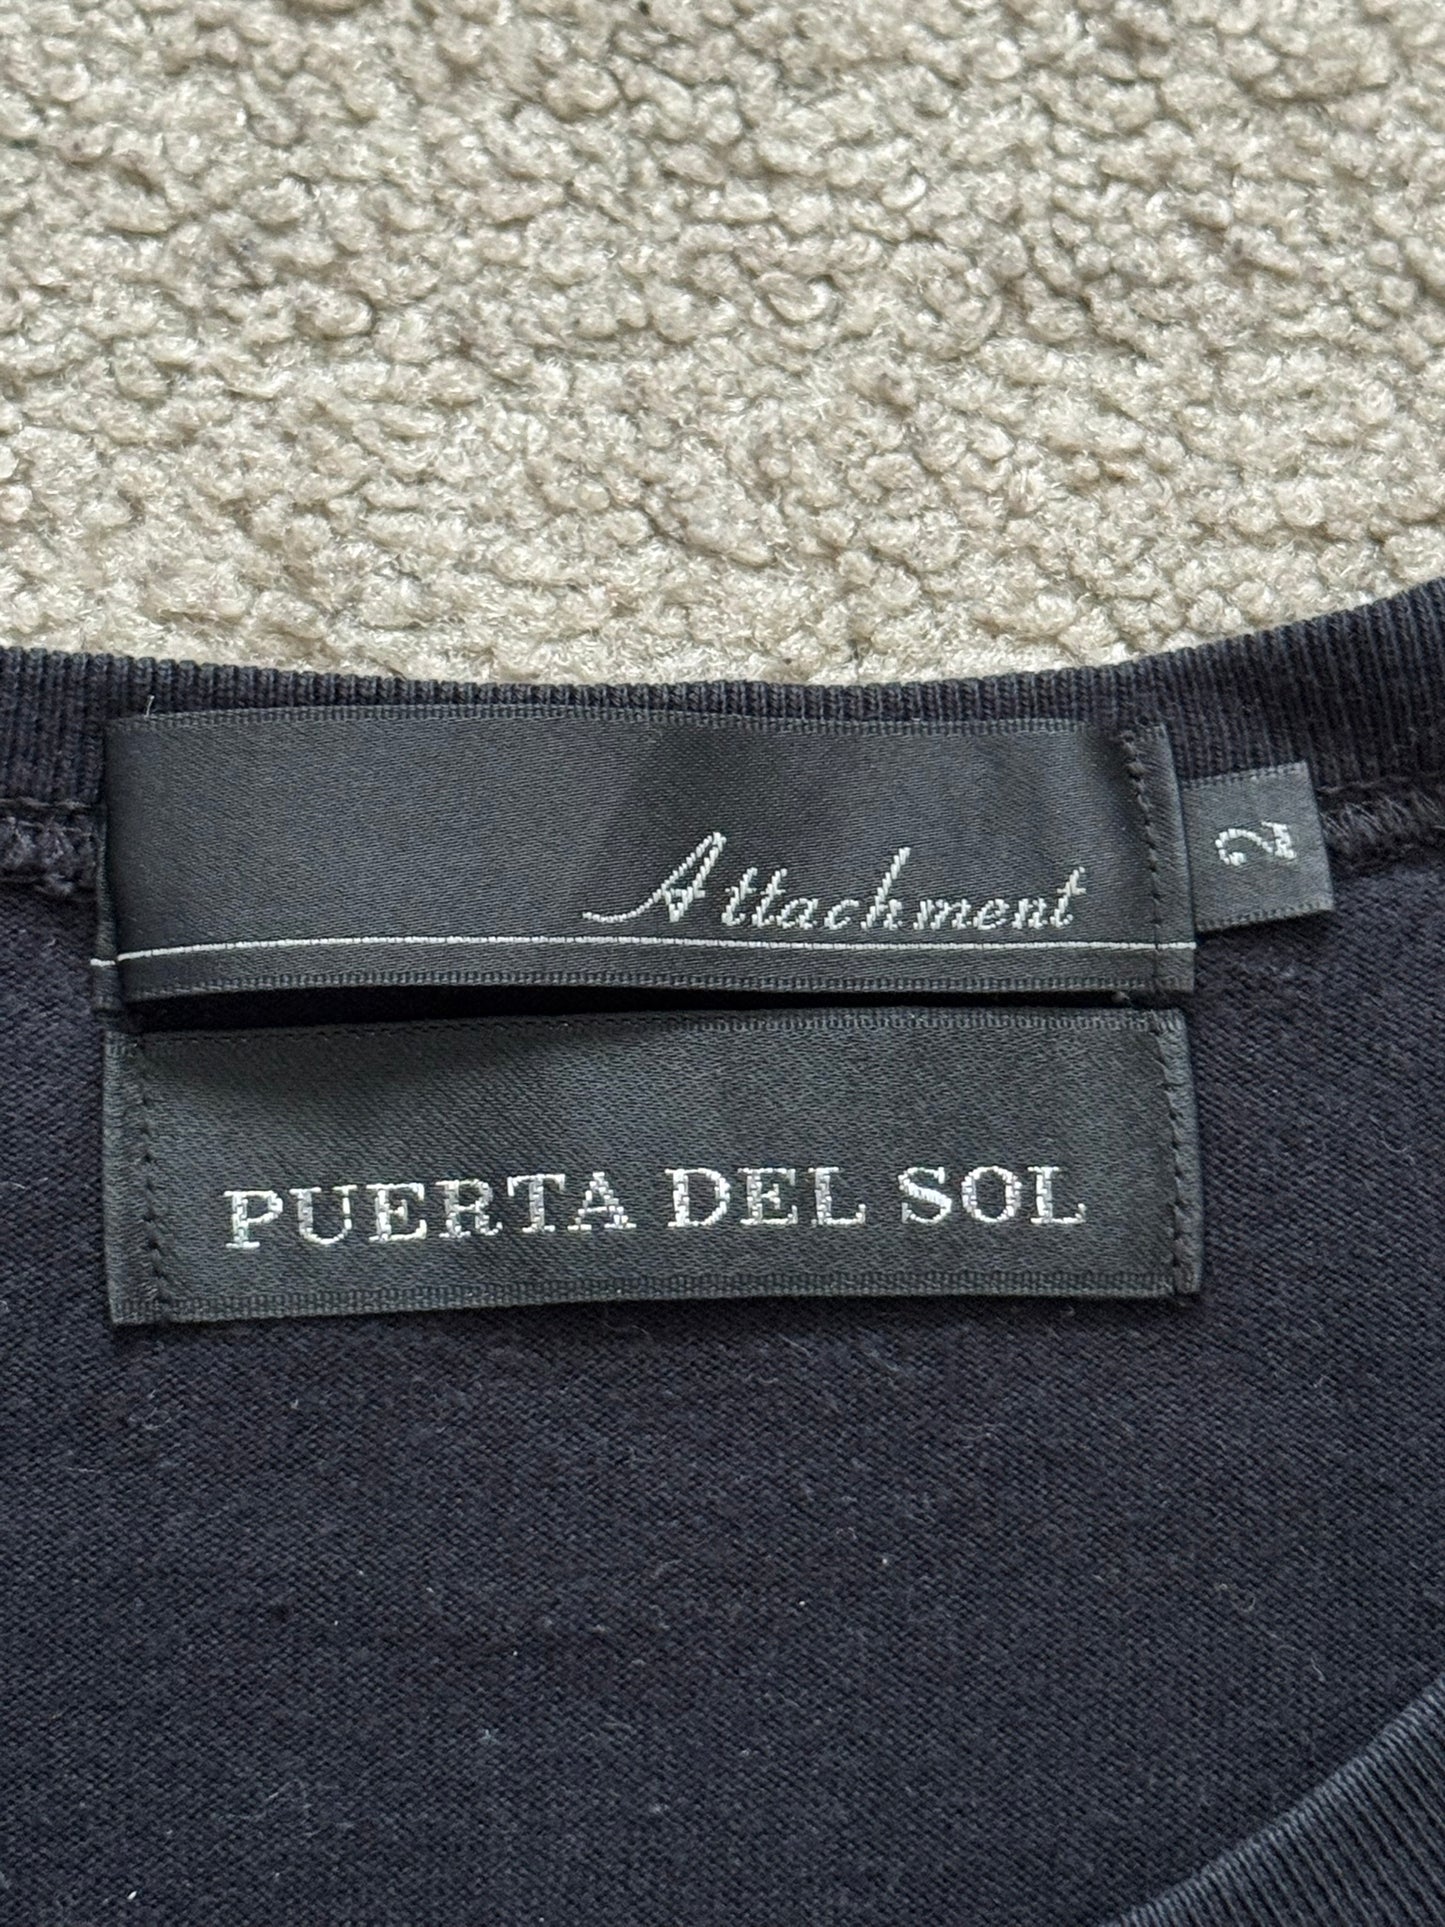 Attachment
2
PUERTA DEL SOL